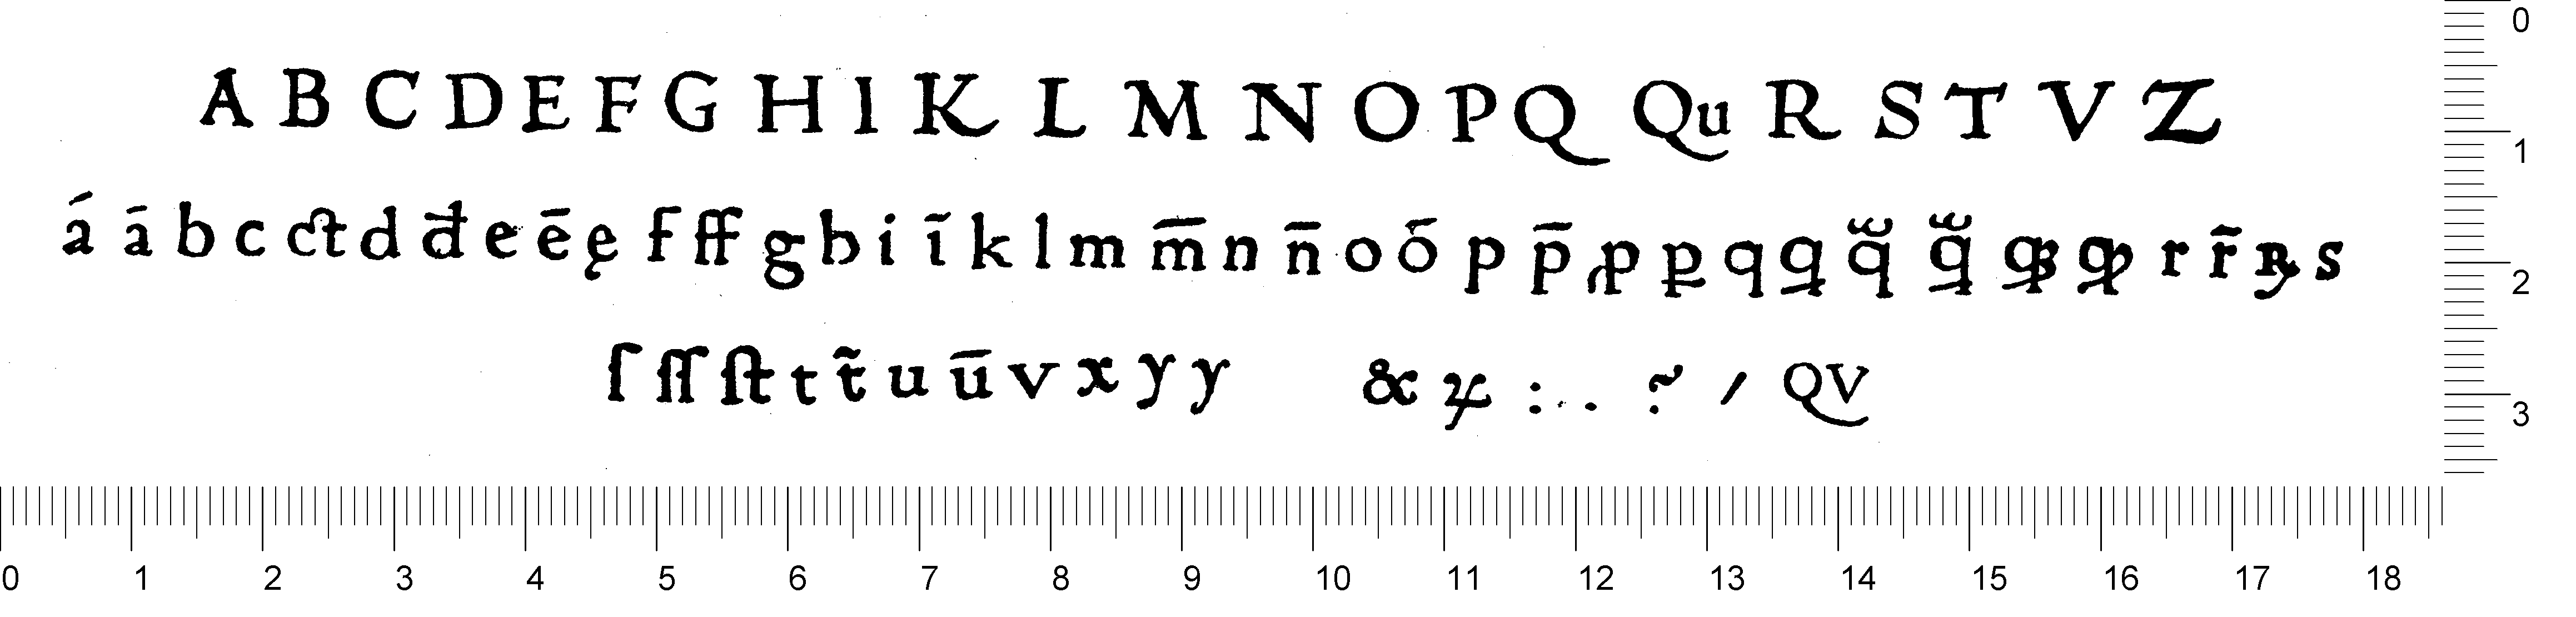 A B C D E F G H I K L M N O P Q Qu R S T V Z
á ā b c ct d đ e ē ę f ff g h i ī k l m m̄ n n̄ o ó p p̄ ꝓ ꝑ q ꝗ q̃ ꝗ̃ r r̃ ꝶ s
ſ ſſ ſt t t̃ u ū v x y y & : . ? / QV
0 1 2 3
0 1 2 3 4 5 6 7 8 9 10 11 12 13 14 15 16 17 18